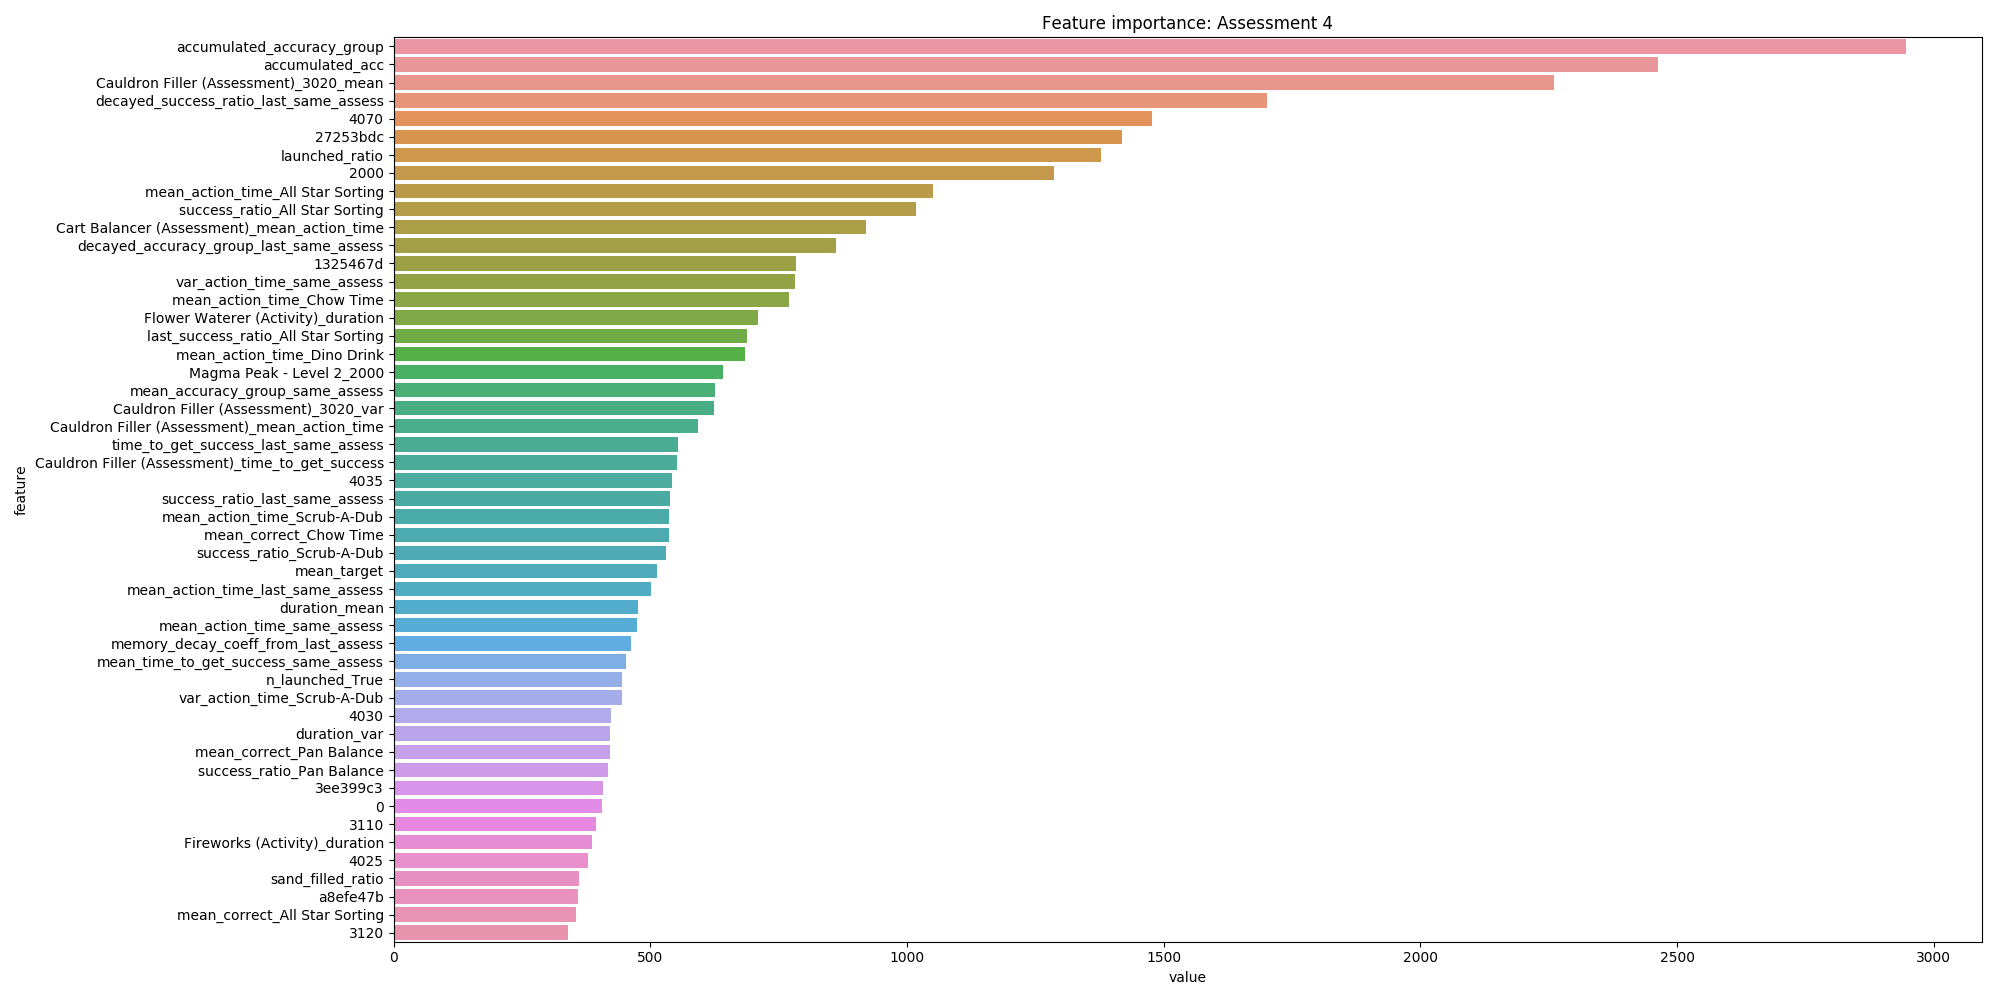 Feature importance: Assessment 4
accumulated_accuracy_group
accumulated_acc
Cauldron Filler (Assessment)_3020_mean
decayed_success_ratio_last_same_assess
4070
27253bdc
launched_ratio
2000
mean_action_time_All Star Sorting
success_ratio_All Star Sorting
Cart Balancer (Assessment)_mean_action_time
decayed_accuracy_group_last_same_assess
1325467d
var_action_time_same_assess
mean_action_time_Chow Time
Flower Waterer (Activity)_duration
last_success_ratio_All Star Sorting
mean_action_time_Dino Drink
Magma Peak - Level 2_2000
mean_accuracy_group_same_assess
Cauldron Filler (Assessment)_3020_var
Cauldron Filler (Assessment)_mean_action_time
time_to_get_success_last_same_assess
Cauldron Filler (Assessment)_time_to_get_success
4035
success_ratio_last_same_assess
mean_action_time_Scrub-A-Dub
mean_correct_Chow Time
success_ratio_Scrub-A-Dub
mean_target
mean_action_time_last_same_assess
duration_mean
mean_action_time_same_assess
memory_decay_coeff_from_last_assess
mean_time_to_get_success_same_assess
n_launched_True
var_action_time_Scrub-A-Dub
4030
duration_var
mean_correct_Pan Balance
success_ratio_Pan Balance
3ee399c3
0
3110
Fireworks (Activity)_duration
4025
sand_filled_ratio
a8efe47b
mean_correct_All Star Sorting
3120
feature
0 500 1000 1500 2000 2500 3000
value